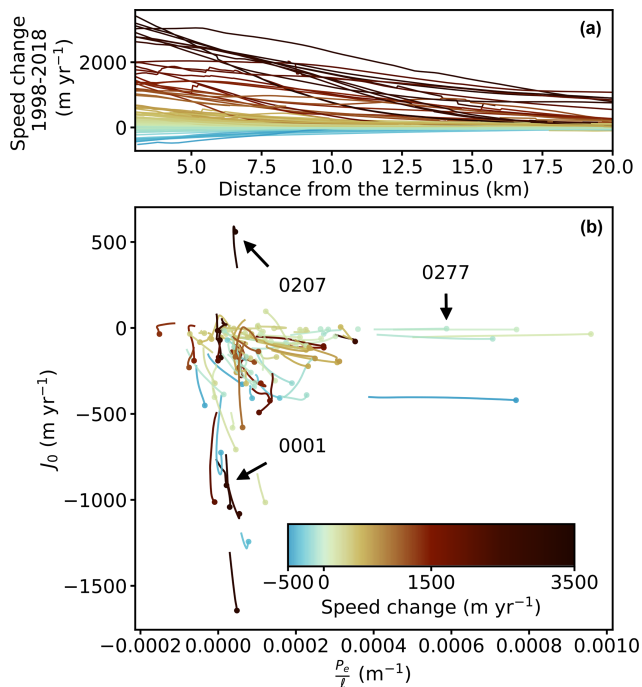 (a)
Speed change
1998-2018
(m yr⁻¹)
2000
0
5.0 7.5 10.0 12.5 15.0 17.5 20.0
Distance from the terminus (km)
(b)
500
0207
0277
0
J₀ (m yr⁻¹)
−500
0001
−1000
−1500
−500 0 1500 3500
Speed change (m yr⁻¹)
−0.0002 0.0000 0.0002 0.0004 0.0006 0.0008 0.0010
Pₑ/ℓ (m⁻¹)